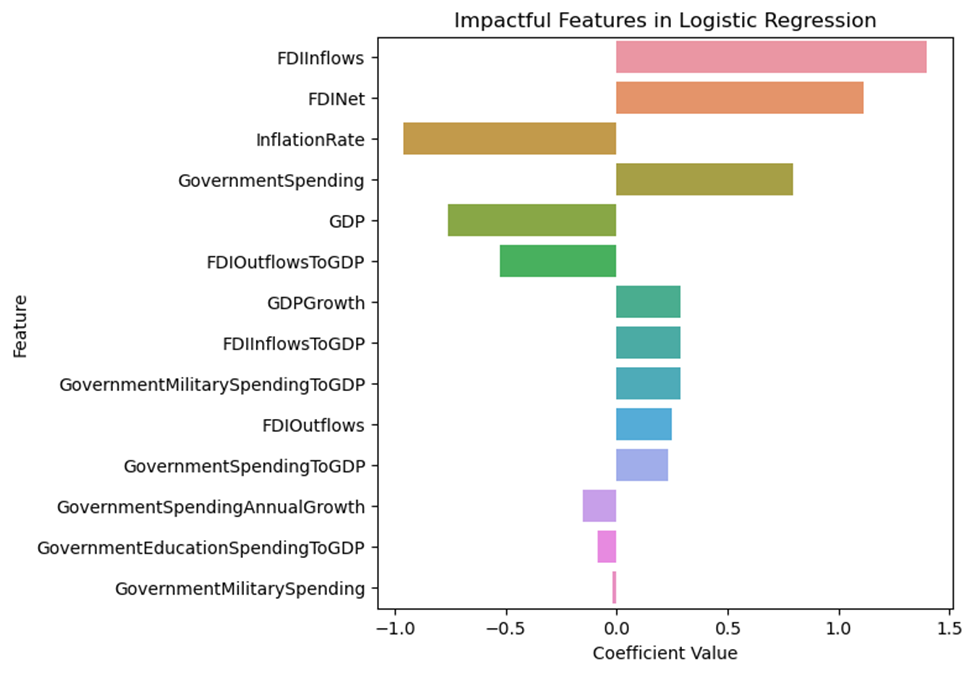 Impactful Features in Logistic Regression
FDIInflows
FDINet
InflationRate
GovernmentSpending
GDP
FDIOutflowsToGDP
GDPGrowth
FDIInflowsToGDP
GovernmentMilitarySpendingToGDP
FDIOutflows
GovernmentSpendingToGDP
GovernmentSpendingAnnualGrowth
GovernmentEducationSpendingToGDP
GovernmentMilitarySpending
Feature
−1.0 −0.5 0.0 0.5 1.0 1.5
Coefficient Value